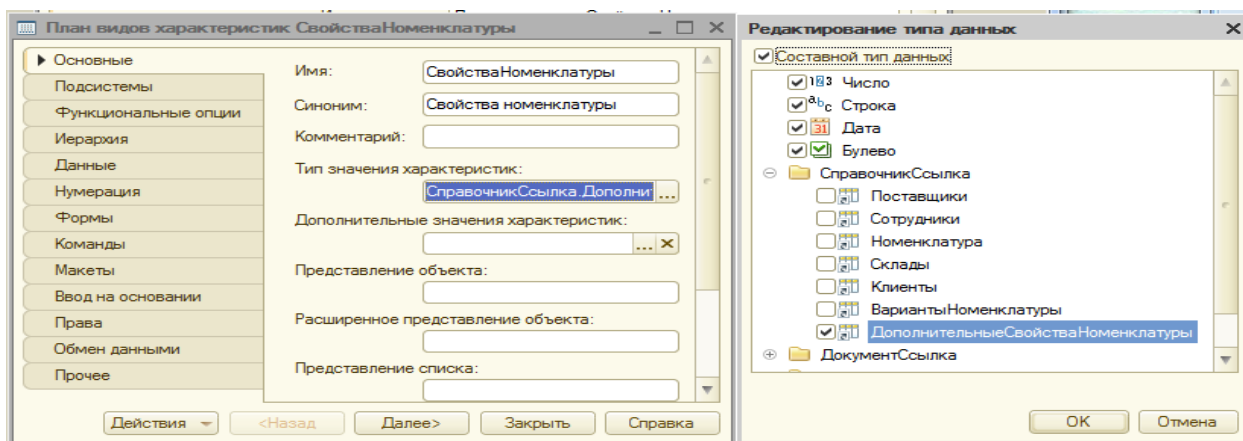 План видов характеристик СвойстваНоменклатуры
Основные
Подсистемы
Функциональные опции
Иерархия
Данные
Нумерация
Формы
Команды
Макеты
Ввод на основании
Права
Обмен данными
Прочее
Имя:
СвойстваНоменклатуры
Синоним:
Свойства номенклатуры
Комментарий:
Тип значения характеристик:
СправочникСсылка.Дополни
...
Дополнительные значения характеристик:
...
Представление объекта:
Расширенное представление объекта:
Представление списка:
Действия
<Назад
Далее>
Закрыть
Справка
Редактирование типа данных
Составной тип данных
Число
Строка
Дата
Булево
СправочникСсылка
Поставщики
Сотрудники
Номенклатура
Склады
Клиенты
ВариантыНоменклатуры
ДополнительныеСвойстваНоменклатуры
ДокументСсылка
ОК
Отмена